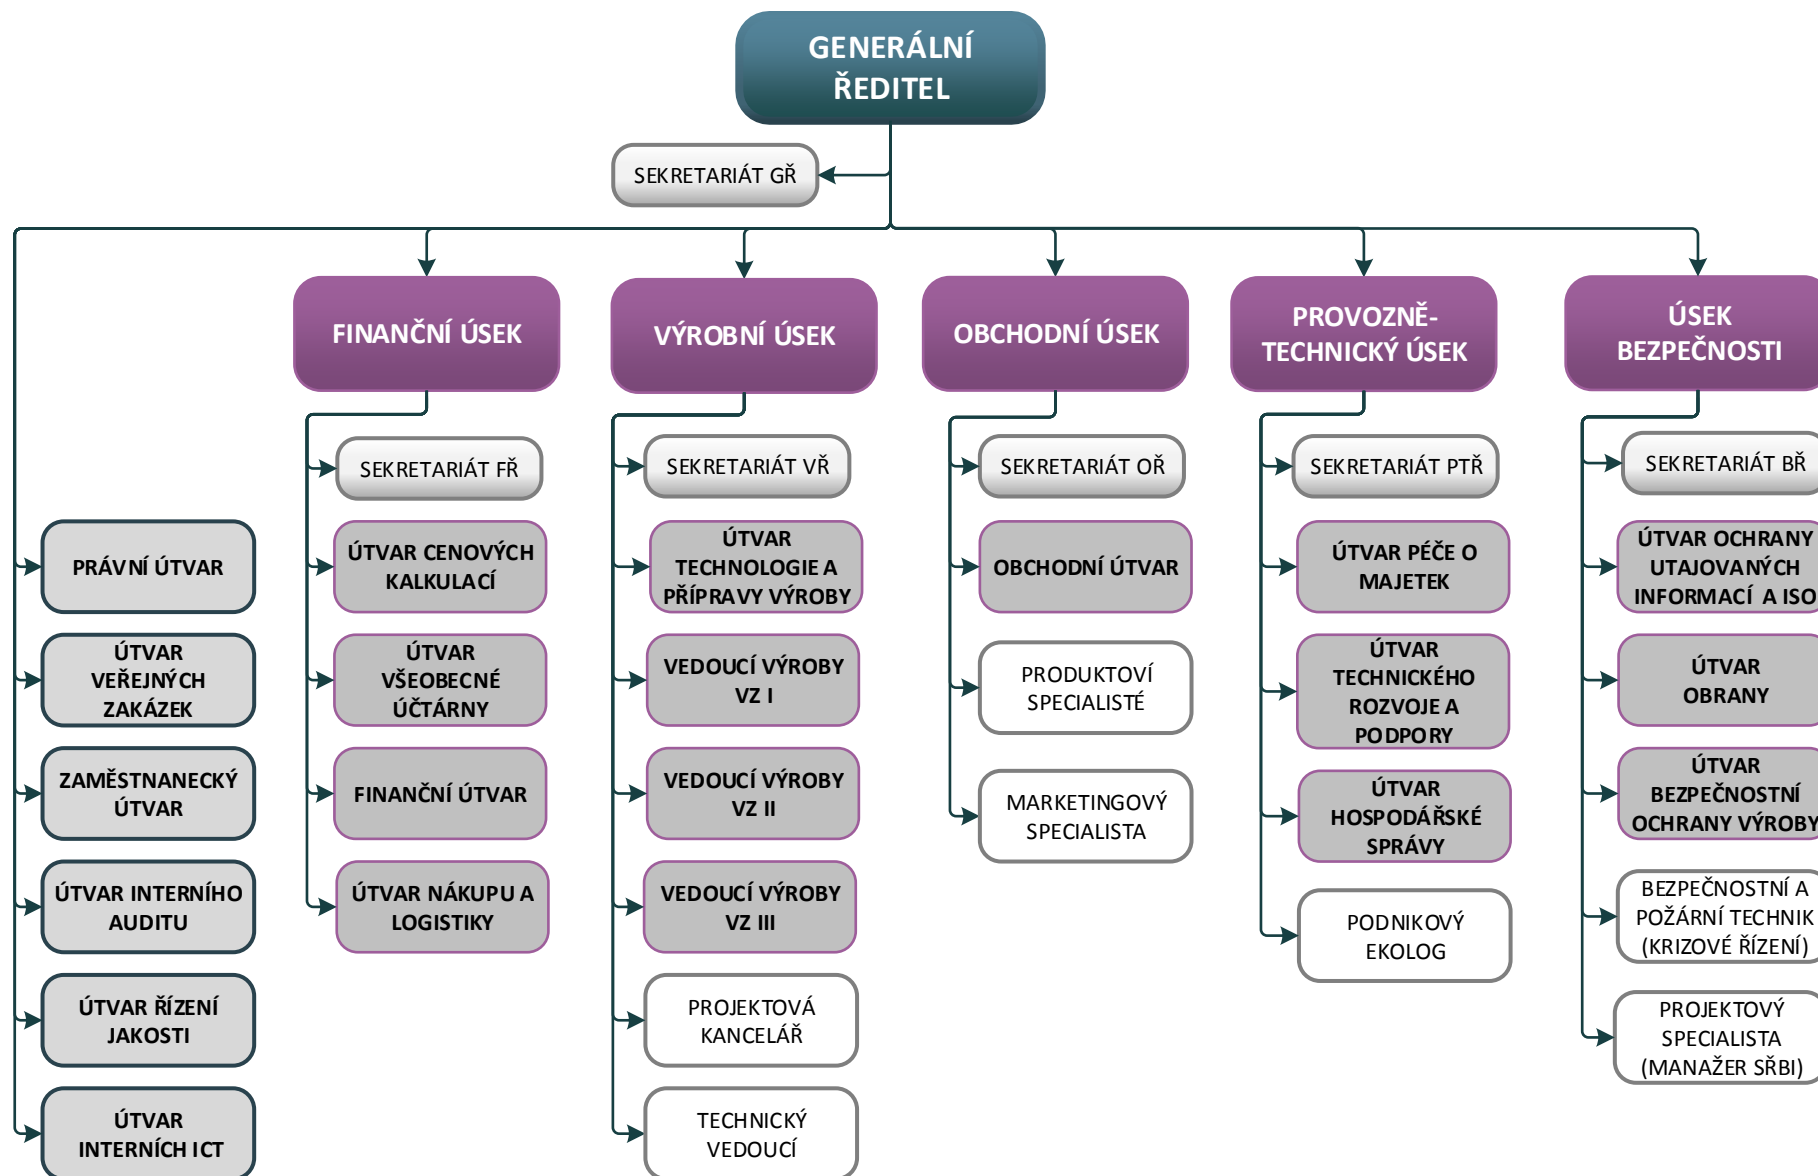 GENERÁLNÍ
ŘEDITEL
SEKRETARIÁT GŘ
PRÁVNÍ ÚTVAR
ÚTVAR
VEŘEJNÝCH
ZAKÁZEK
ZAMĚSTNANECKÝ
ÚTVAR
ÚTVAR INTERNÍHO
AUDITU
ÚTVAR ŘÍZENÍ
JAKOSTI
ÚTVAR
INTERNÍCH ICT
FINANČNÍ ÚSEK
SEKRETARIÁT FŘ
ÚTVAR CENOVÝCH
KALKULACÍ
ÚTVAR
VŠEOBECNÉ
ÚČTÁRNY
FINANČNÍ ÚTVAR
ÚTVAR NÁKUPU A
LOGISTIKY
VÝROBNÍ ÚSEK
SEKRETARIÁT VŘ
ÚTVAR
TECHNOLOGIE A
PŘÍPRAVY VÝROBY
VEDOUCÍ VÝROBY
VZ I
VEDOUCÍ VÝROBY
VZ II
VEDOUCÍ VÝROBY
VZ III
PROJEKTOVÁ
KANCELÁŘ
TECHNICKÝ
VEDOUCÍ
OBCHODNÍ ÚSEK
SEKRETARIÁT OŘ
OBCHODNÍ ÚTVAR
PRODUKTOVÍ
SPECIALISTÉ
MARKETINGOVÝ
SPECIALISTA
PROVOZNĚ-
TECHNICKÝ ÚSEK
SEKRETARIÁT PTŘ
ÚTVAR PÉČE O
MAJETEK
ÚTVAR
TECHNICKÉHO
ROZVOJE A
PODPORY
ÚTVAR
HOSPODÁŘSKÉ
SPRÁVY
PODNIKOVÝ
EKOLOG
ÚSEK
BEZPEČNOSTI
SEKRETARIÁT BŘ
ÚTVAR OCHRANY
UTAJOVANÝCH
INFORMACÍ A ISO
ÚTVAR
OBRANY
ÚTVAR
BEZPEČNOSTNÍ
OCHRANY VÝROBY
BEZPEČNOSTNÍ A
POŽÁRNÍ TECHNIK
(KRIZOVÉ ŘÍZENÍ)
PROJEKTOVÝ
SPECIALISTA
(MANAŽER SŘBI)